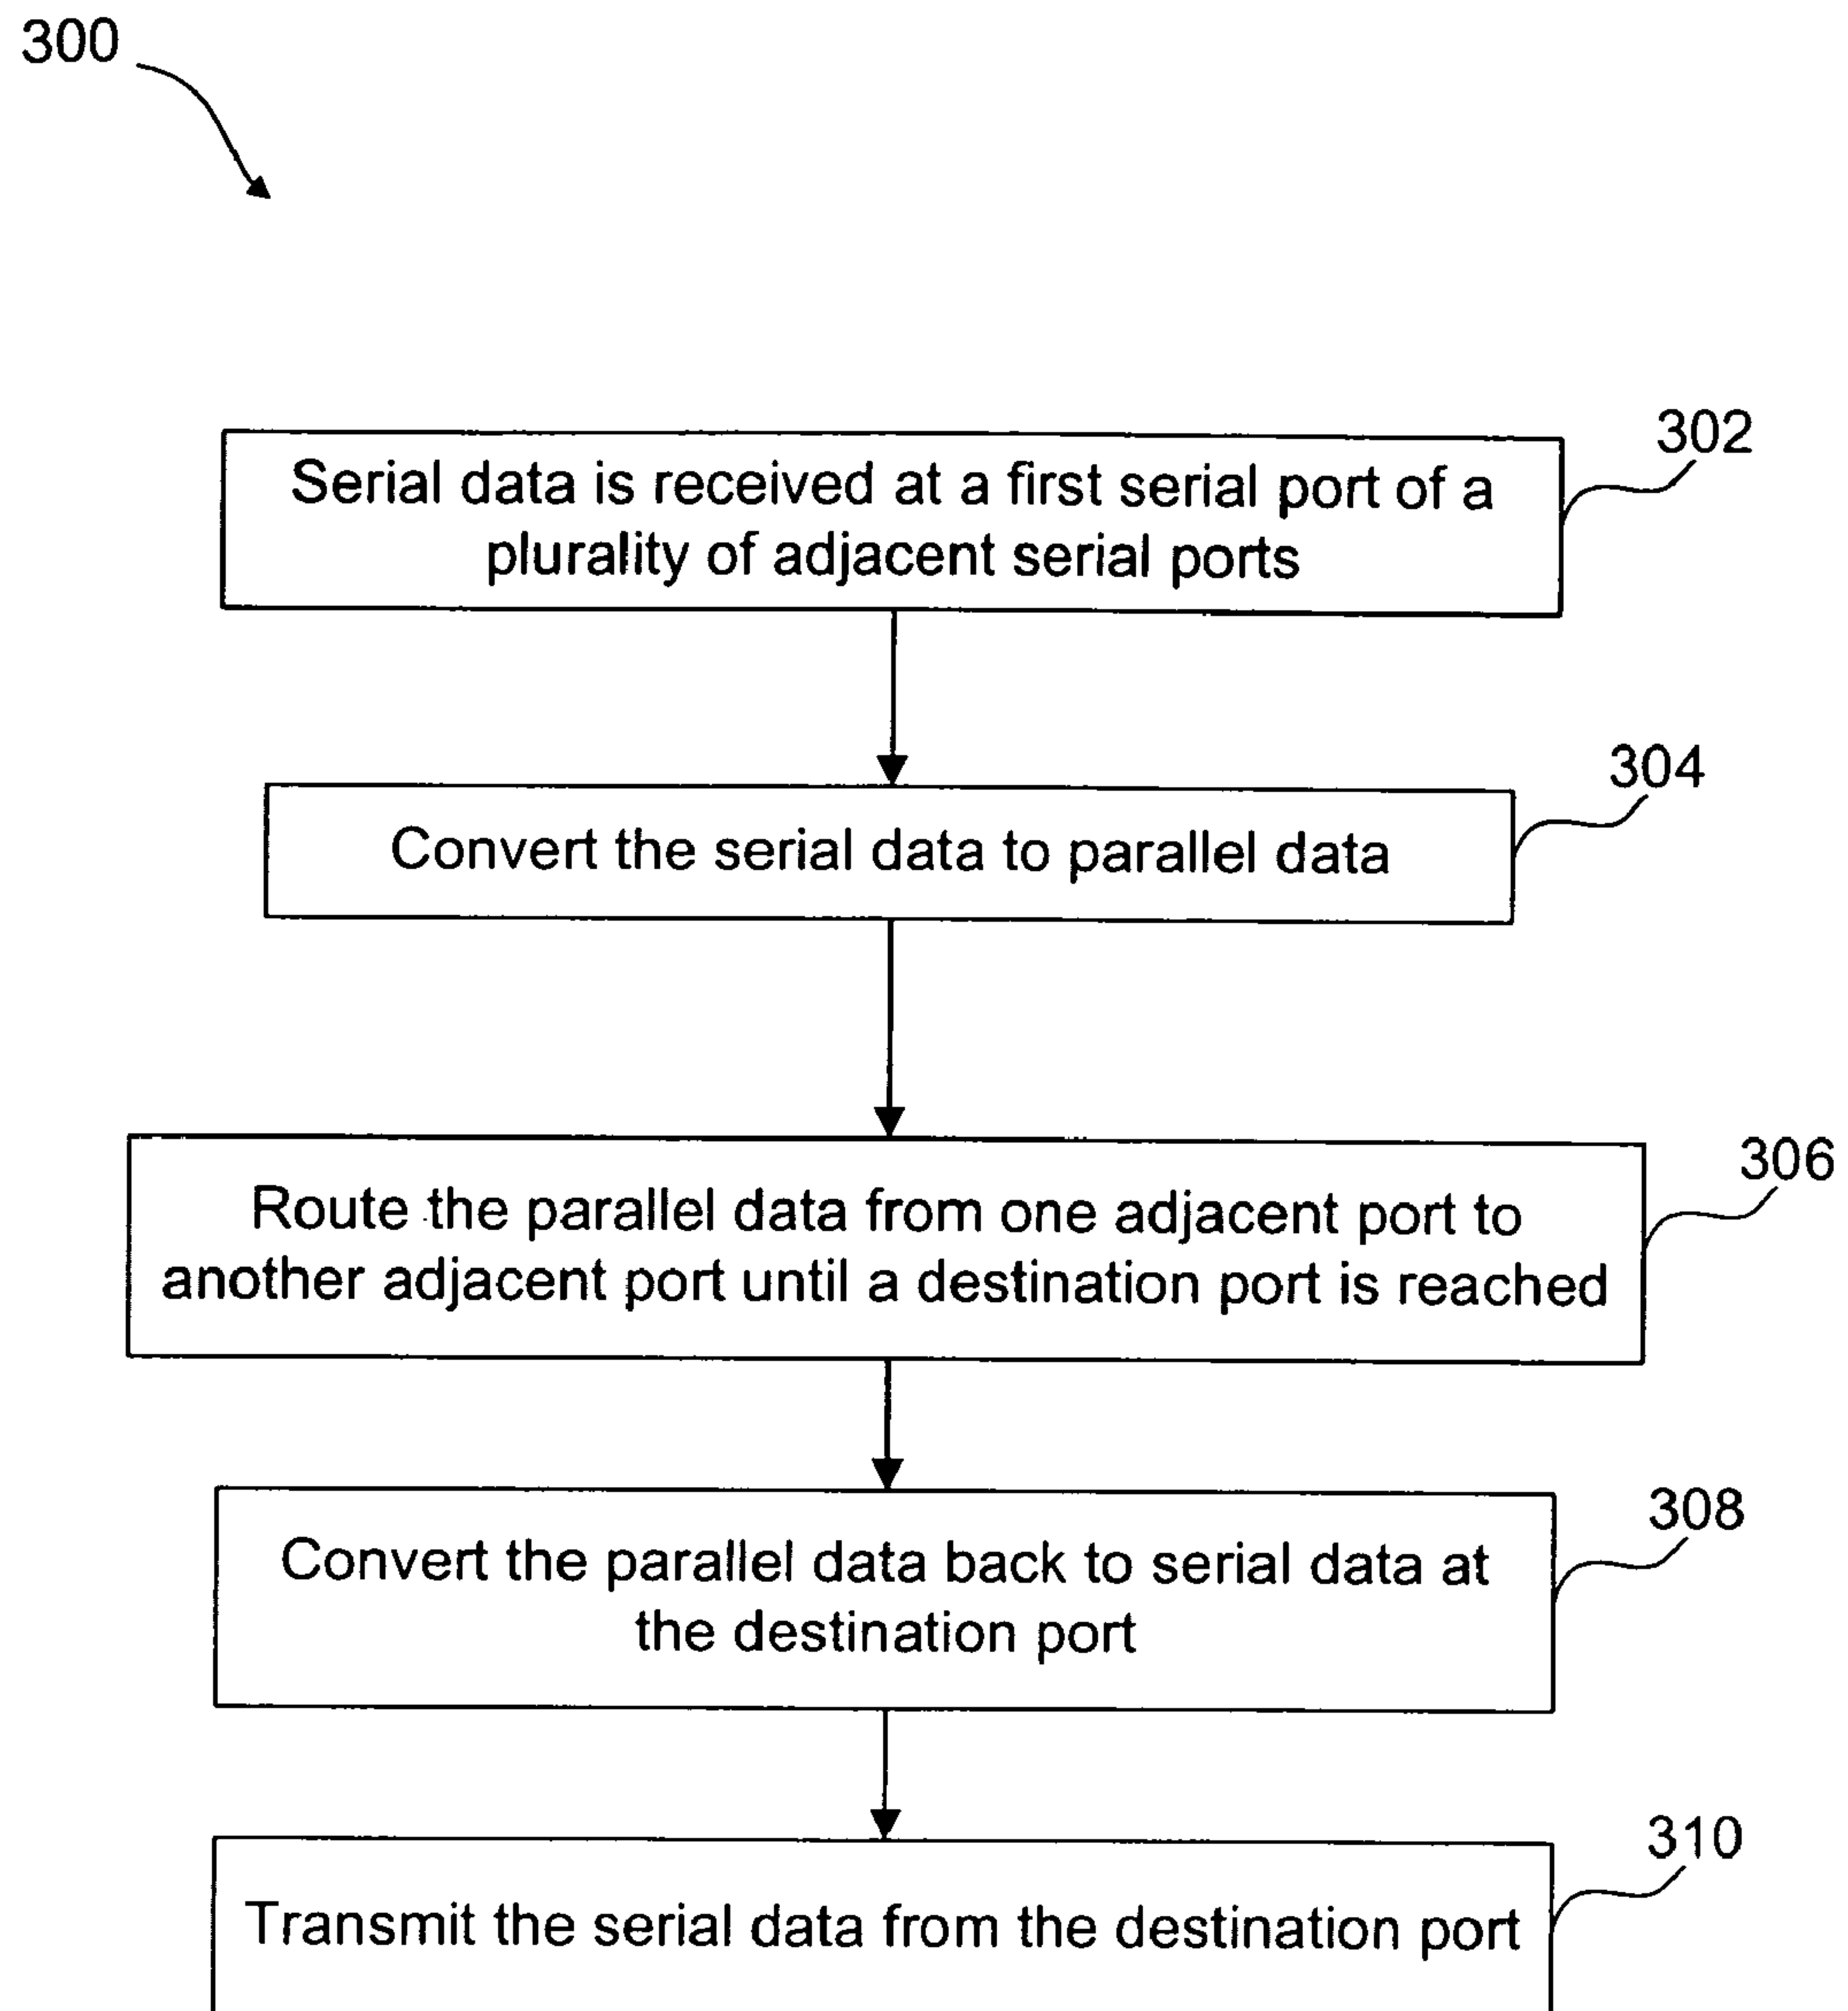 300
302
Serial data is received at a first serial port of a
plurality of adjacent serial ports
304
Convert the serial data to parallel data
306
Route the parallel data from one adjacent port to
another adjacent port until a destination port is reached
308
Convert the parallel data back to serial data at
the destination port
310
Transmit the serial data from the destination port